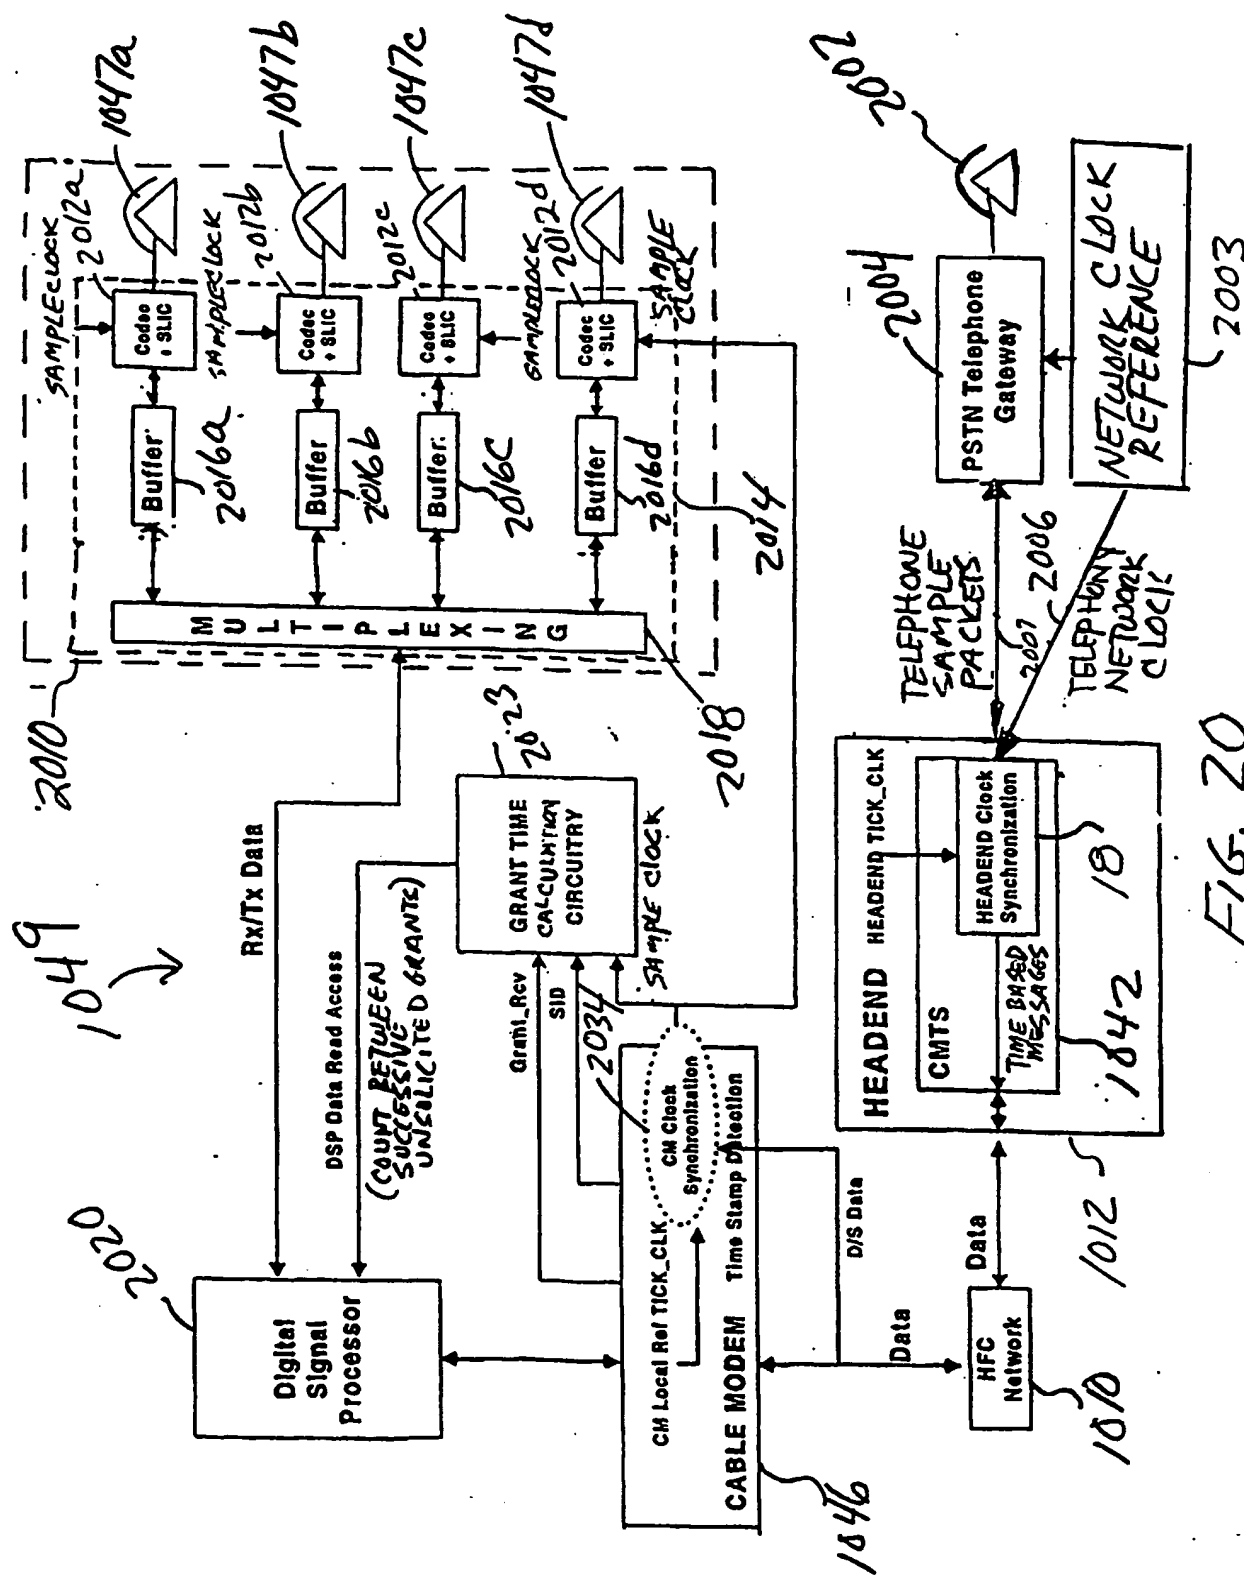 1049
2010
SAMPLE CLOCK
2012a
1047a
Codec
+ SLIC
Buffer
2016a
SAMPLECLOCK
2012b
1047b
Codec
+ SLIC
Buffer
2016b
2012c
1047c
Codec
+ SLIC
Buffer
2016C
SAMPLECLOCK
2012d
1047d
Codec
+ SLIC
Buffer
2016d
SAMPLE
CLOCK
MULTIPLEXING
2018
2014
Rx/Tx Data
2020
Digital
Signal
Processor
DSP Data Read Access
(COUNT BETWEEN
SUCCESSIVE
UNSOLICITED GRANTS)
2023
GRANT TIME
CALCULATION
CIRCUITRY
Grant_Rcv
SID
2034
SAMPLE CLOCK
CM Local Ref TICK_CLK
CM Clock
Synchronization
CABLE MODEM
Time Stamp Detection
1046
D/S Data
Data
HFC
Network
1010
Data
1012
HEADEND
HEADEND TICK_CLK
CMTS
HEADEND Clock
Synchronization
TIME BASED
MESSAGES
18
1042
TELEPHONE
SAMPLE
PACKETS
2007
2006
TELEPHONY
NETWORK
CLOCK
2004
PSTN Telephone
Gateway
2002
NETWORK CLOCK
REFERENCE
2003
FIG. 20